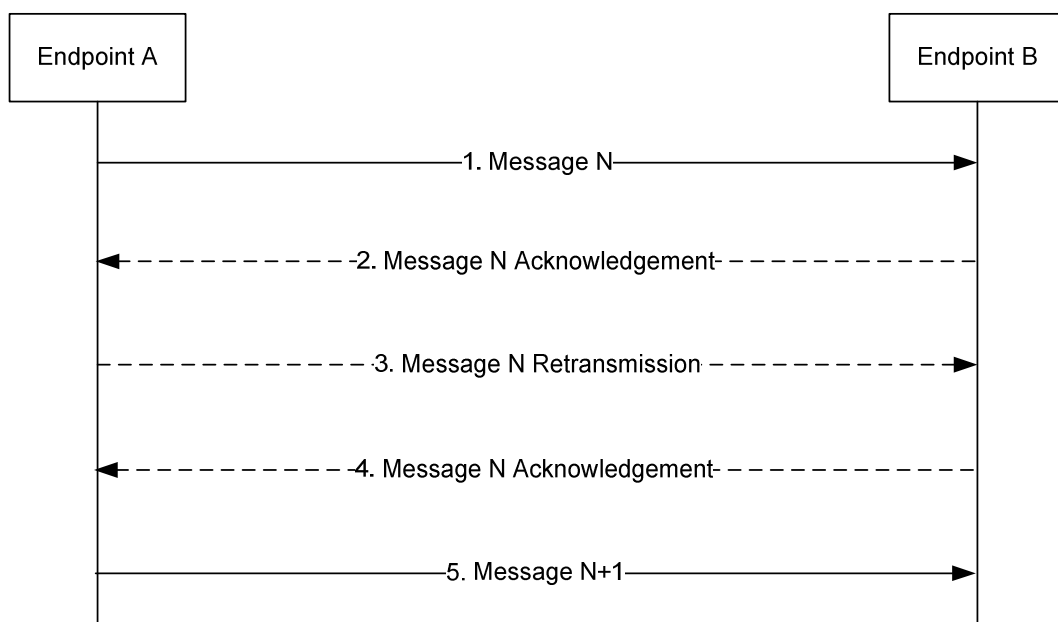 Endpoint A
Endpoint B
1. Message N
2. Message N Acknowledgement
3. Message N Retransmission
4. Message N Acknowledgement
5. Message N+1